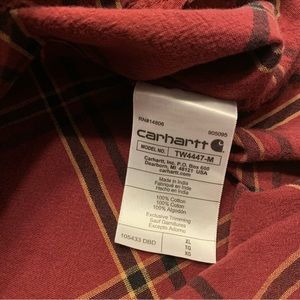 RN#14806
905095
carhartt
MODEL NO. TW4447-M
Carhartt, Inc, P.O. Box 600
Dearborn, MI 48121 USA
carhartt.com
Made in India
Fabriqué en Inde
Hecho en India
100% Cotton
100% Coton
100% Algodón
Exclusive Trimming
Sauf Garnitures
Excepto Adorno
105433 DBD
XL
TG
XG